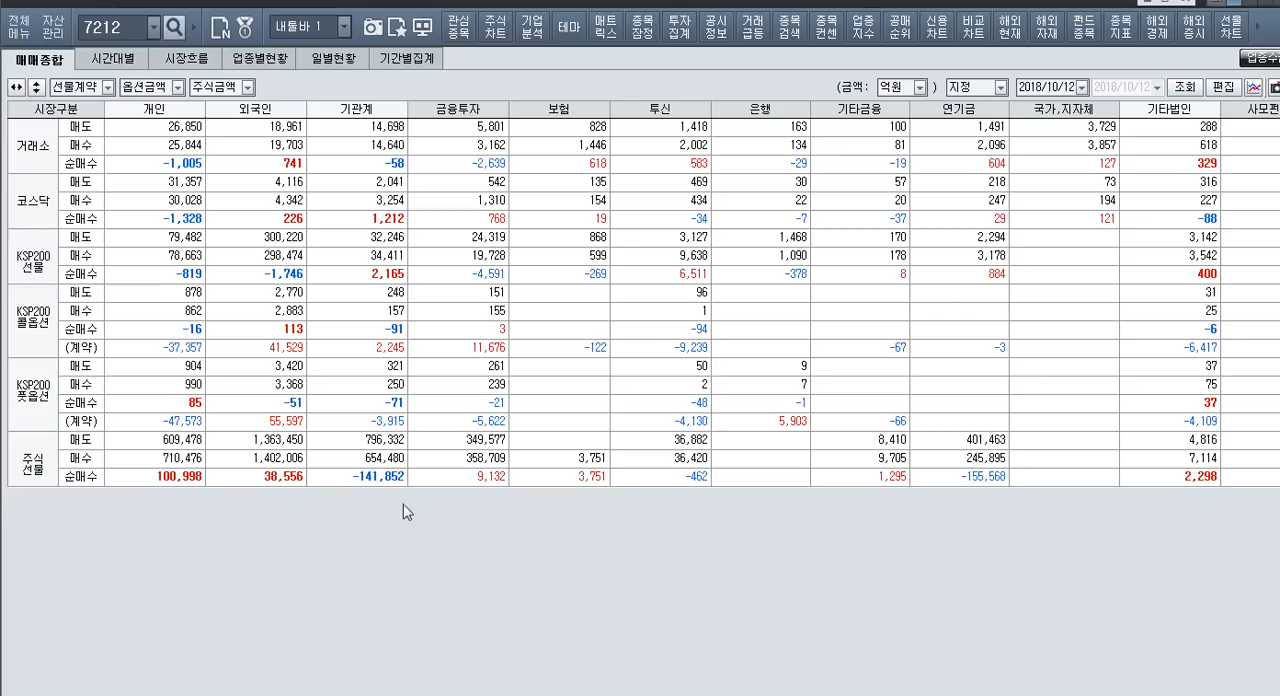 전체 자산 7212 내툴바 1 관심 주식 기업 테마 매트 종목 투자 공시 거래 종목 종목 업종 공매 신용 비교 해외 해외 펀드 종목 해외 해외 선물
메뉴 관리 종목 차트 분석 릭스 잠정 집계 정보 급등 검색 컨센 지수 순위 차트 차트 현재 자재 종목 지표 경제 증시 차트
매매종합 시간대별 시장흐름 업종별현황 일별현황 기간별집계
선물계약 옵션금액 주식금액 (금액: 억원 ) 지정 2018/10/12 2018/10/12 조회 편집
시장구분 개인 외국인 기관계 금융투자 보험 투신 은행 기타금융 연기금 국가,지자체 기타법인
거래소
매도 26,850 18,961 14,698 5,801 828 1,418 163 100 1,491 3,729 288
매수 25,844 19,703 14,640 3,162 1,446 2,002 134 81 2,096 3,857 618
순매수 -1,005 741 -58 -2,639 618 583 -29 -19 604 127 329
코스닥
매도 31,357 4,116 2,041 542 135 469 30 57 218 73 316
매수 30,028 4,342 3,254 1,310 154 434 22 20 247 194 227
순매수 -1,328 226 1,212 768 19 -34 -7 -37 29 121 -88
KSP200
선물
매도 79,482 300,220 32,246 24,319 868 3,127 1,468 170 2,294 3,142
매수 78,663 298,474 34,411 19,728 599 9,638 1,090 178 3,178 3,542
순매수 -819 -1,746 2,165 -4,591 -269 6,511 -378 8 884 400
KSP200
콜옵션
매도 878 2,770 248 151 96 31
매수 862 2,883 157 155 1 25
순매수 -16 113 -91 3 -94 -6
(계약) -37,357 41,529 2,245 11,676 -122 -9,239 -67 -3 -6,417
KSP200
풋옵션
매도 904 3,420 321 261 50 9 37
매수 990 3,368 250 239 2 7 75
순매수 85 -51 -71 -21 -48 -1 37
(계약) -47,573 55,597 -3,915 -5,622 -4,130 5,903 -66 -4,109
주식
선물
매도 609,478 1,363,450 796,332 349,577 36,882 8,410 401,463 4,816
매수 710,476 1,402,006 654,480 358,709 3,751 36,420 9,705 245,895 7,114
순매수 100,998 38,556 -141,852 9,132 3,751 -462 1,295 -155,568 2,298